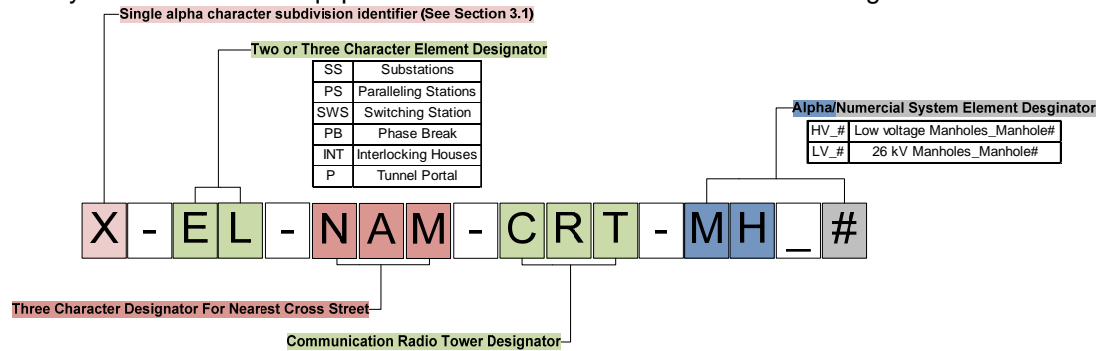 Single alpha character subdivision identifier (See Section 3.1)
Two or Three Character Element Designator
SS Substations
PS Paralleling Stations
SWS Switching Station
PB Phase Break
INT Interlocking Houses
P Tunnel Portal
Alpha/Numercial System Element Desginator
HV_# Low voltage Manholes_Manhole#
LV_# 26 kV Manholes_Manhole#
X - E L - N A M - C R T - M H _ #
Three Character Designator For Nearest Cross Street
Communication Radio Tower Designator